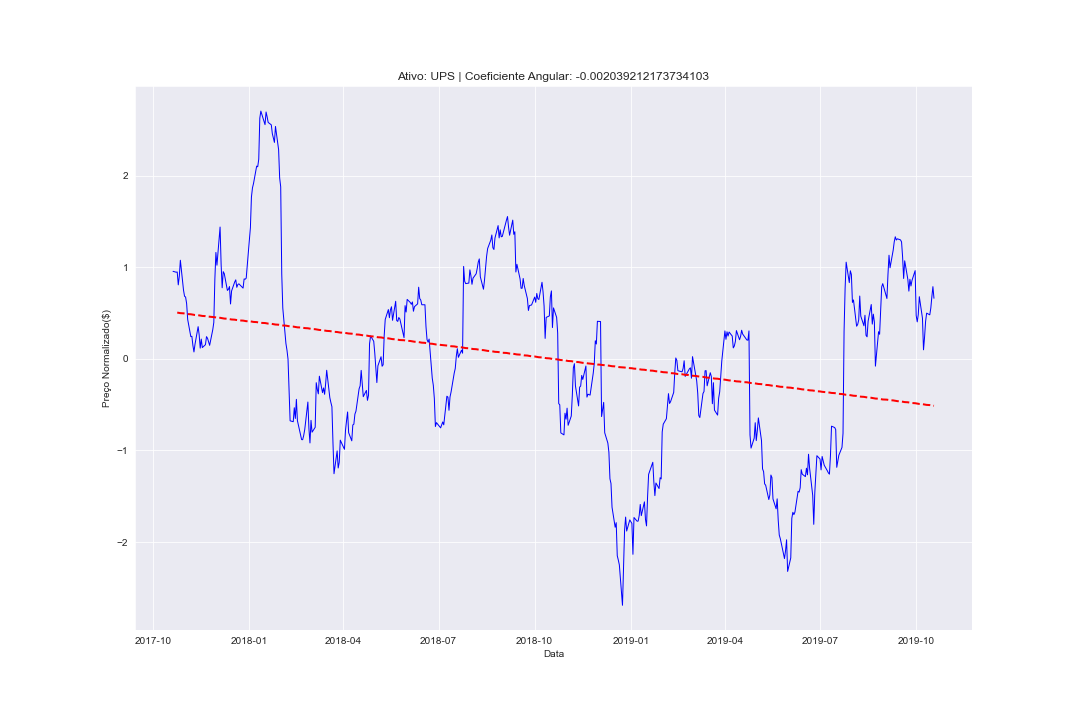 Ativo: UPS | Coeficiente Angular: -0.002039212173734103
Preço Normalizado($)
2
1
0
−1
−2
2017-10 2018-01 2018-04 2018-07 2018-10 2019-01 2019-04 2019-07 2019-10
Data